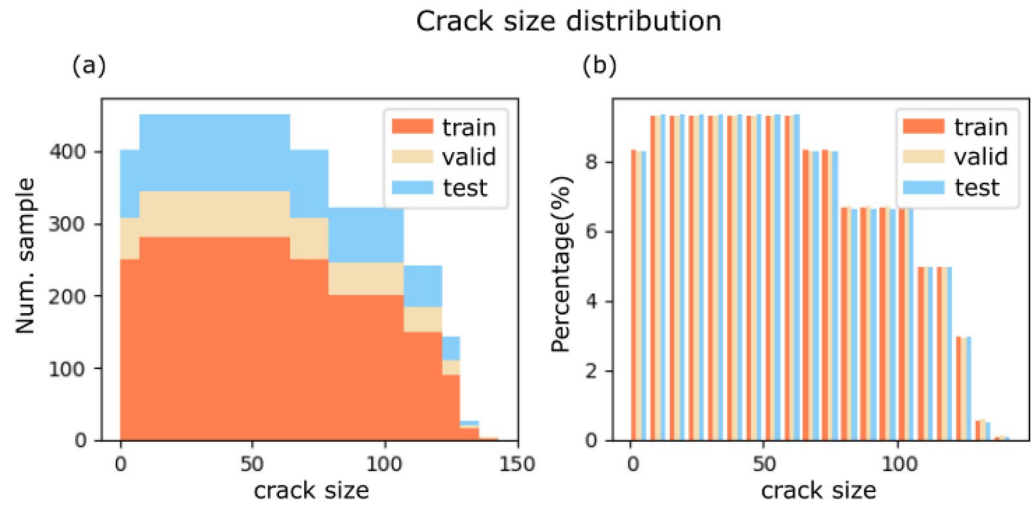 Crack size distribution
(a)
train
valid
test
Num. sample
400
300
200
100
0
0
50
100
150
crack size
(b)
train
valid
test
Percentage(%)
8
6
4
2
0
0
50
100
crack size